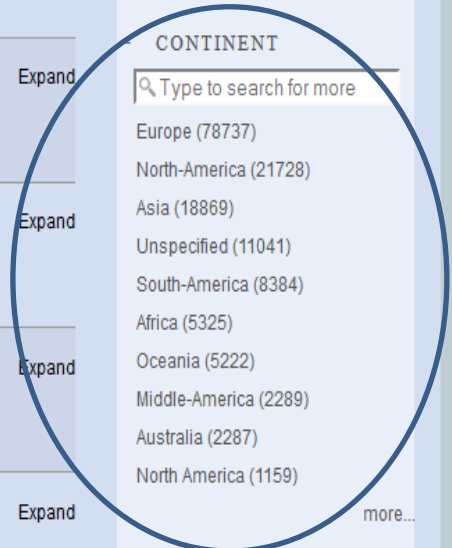 CONTINENT
Expand
Type to search for more
Europe (78737)
North-America (21728)
Asia (18869)
Expand
Unspecified (11041)
South-America (8384)
Africa (5325)
Oceania (5222)
Expand
Middle-America (2289)
Australia (2287)
North America (1159)
Expand
more...